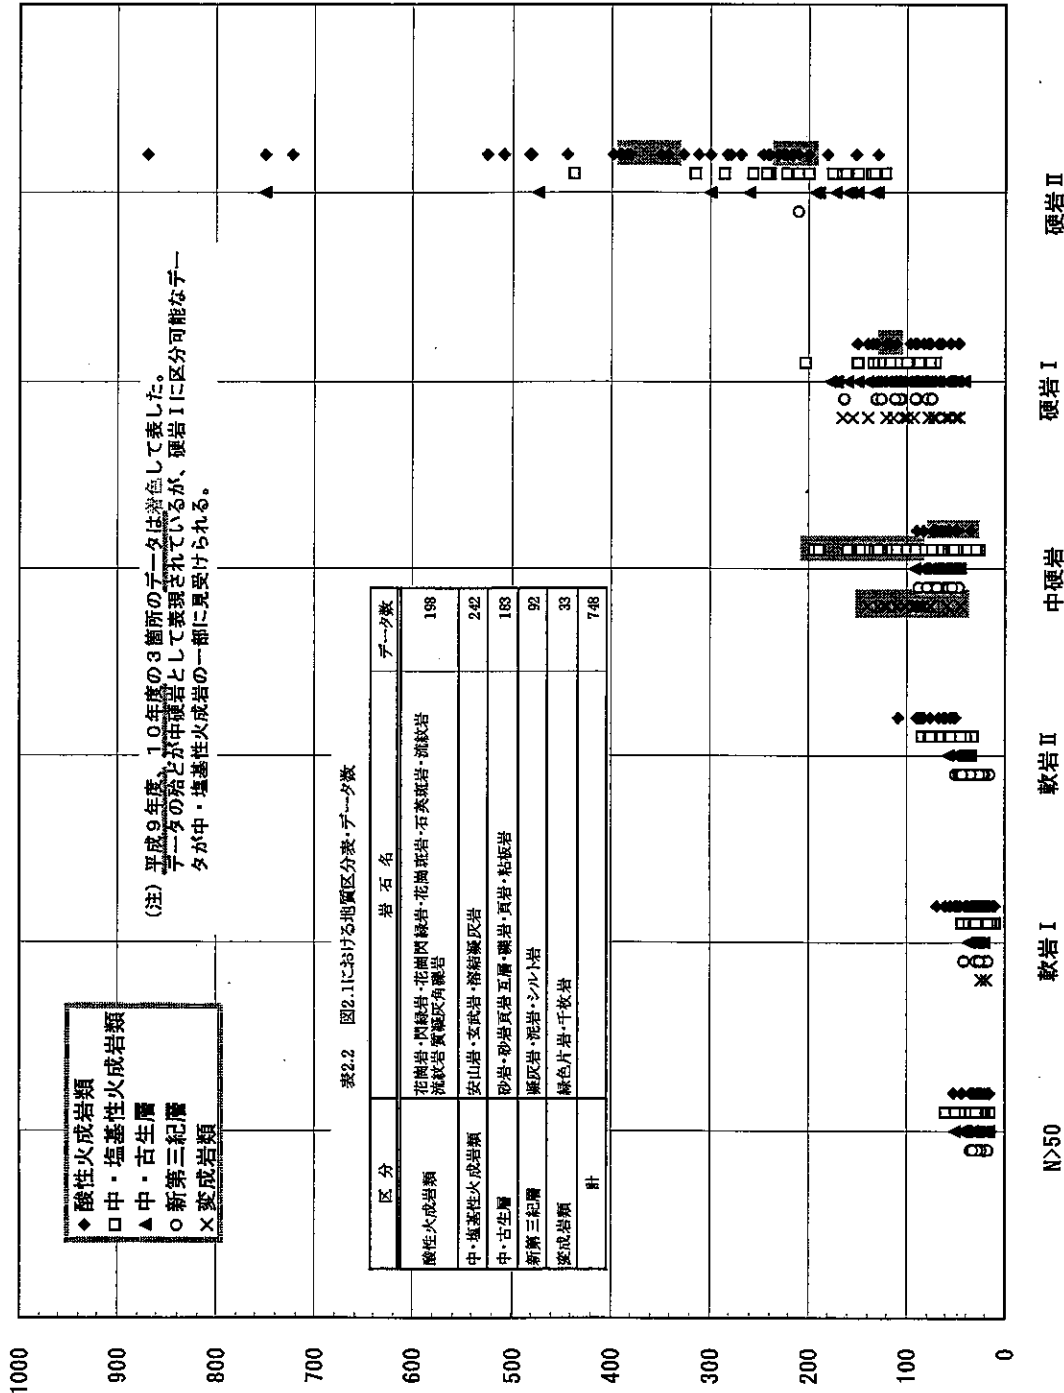 ◆ 酸性火成岩類
□ 中・塩基性火成岩類
▲ 中・古生層
○ 新第三紀層
× 変成岩類
(注) 平成9年度、10年度の3箇所のデータは着色して表した。
データの殆どが中硬岩として表現されているが、硬岩Ⅰに区分可能なデー
タが中・塩基性火成岩の一部に見受けられる。
表2.2 図2.1における地質区分表・データ数
区分 岩石名 データ数
酸性火成岩類 花崗岩・閃緑岩・花崗閃緑岩・花崗斑岩・石英斑岩・流紋岩 198
流紋岩質凝灰角礫岩
中・塩基性火成岩類 安山岩・玄武岩・溶結凝灰岩 242
中・古生層 砂岩・砂岩頁岩互層・礫岩・頁岩・粘板岩 183
新第三紀層 凝灰岩・泥岩・シルト岩 92
変成岩類 緑色片岩・千枚岩 33
計 748
1000
900
800
700
600
500
400
300
200
100
0
N>50 軟岩Ⅰ 軟岩Ⅱ 中硬岩 硬岩Ⅰ 硬岩Ⅱ